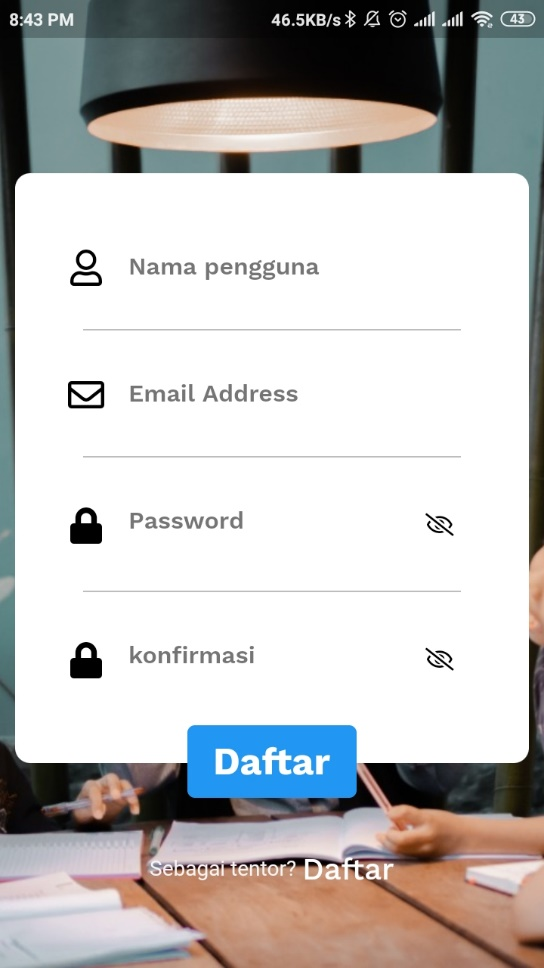 8:43 PM 46.5KB/s 43
Nama pengguna
Email Address
Password
konfirmasi
Daftar
Sebagai tentor? Daftar